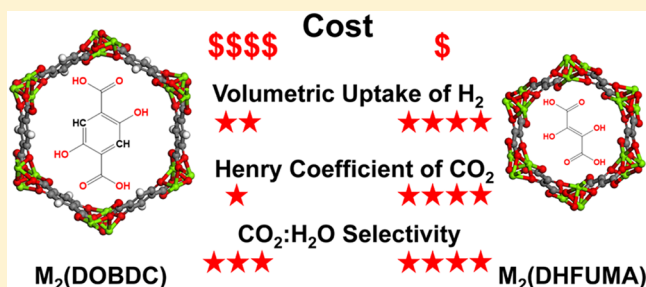 Cost
$$$$ $
Volumetric Uptake of H₂
Henry Coefficient of CO₂
CO₂:H₂O Selectivity
HO O
OH
HC
CH
HO
O OH
M₂(DOBDC)
HO O
OH
HO
O OH
M₂(DHFUMA)